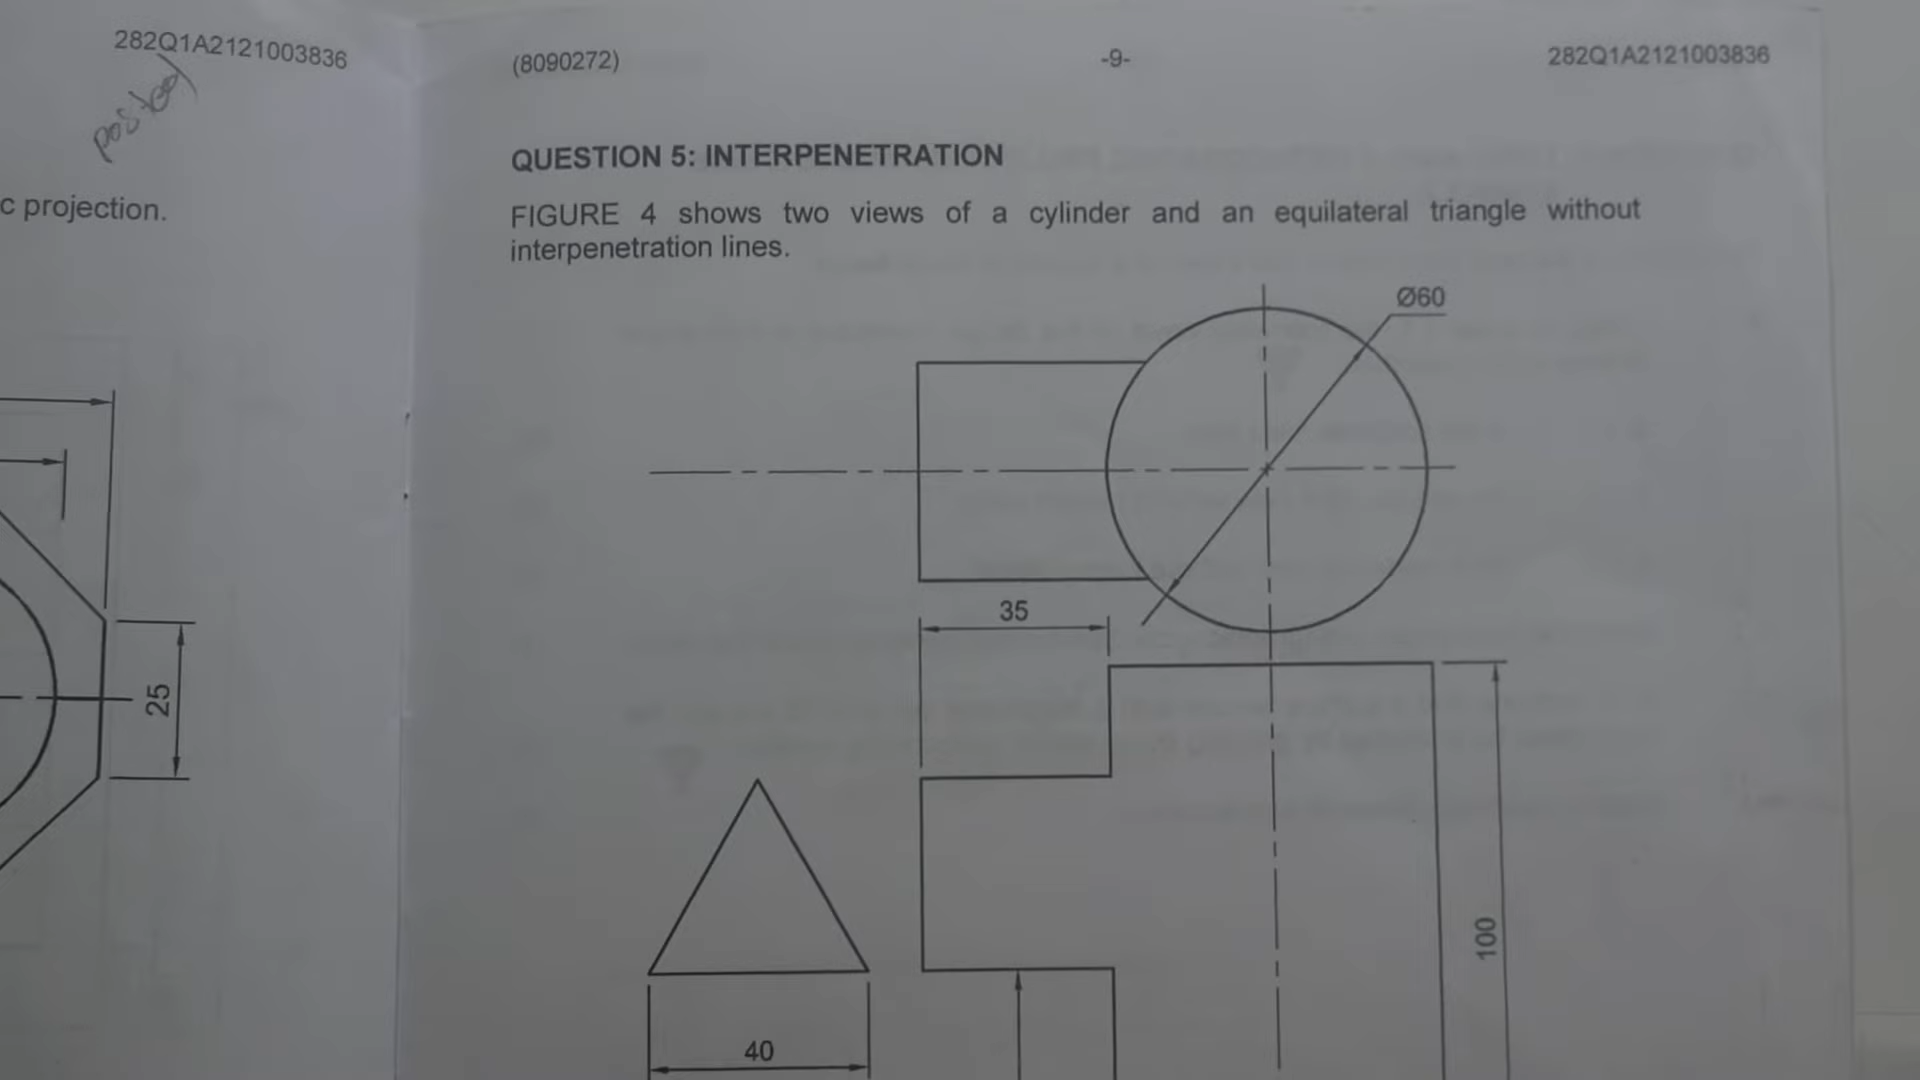 282Q1A2121003836
posted
c projection.
25
(8090272)
-9-
282Q1A2121003836
QUESTION 5: INTERPENETRATION
FIGURE 4 shows two views of a cylinder and an equilateral triangle without
interpenetration lines.
Ø60
35
100
40